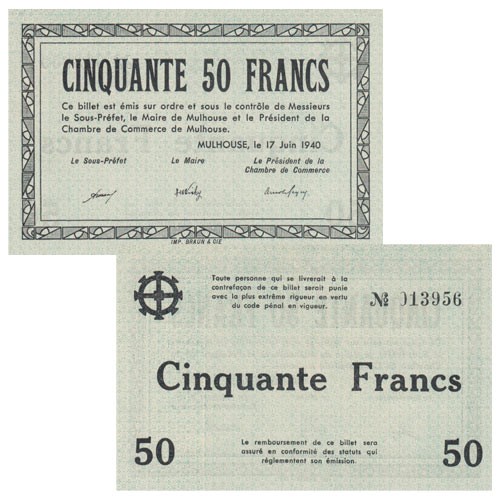 CINQUANTE 50 FRANCS
Ce billet est émis sur ordre et sous le contrôle de Messieurs
le Sous-Préfet, le Maire de Mulhouse et le Président de la
Chambre de Commerce de Mulhouse.
MULHOUSE, le 17 Juin 1940
Le Sous-Préfet Le Maire Le Président de la
Chambre de Commerce
IMP. BRAUN & CIE
Toute personne qui se livrerait à la
contrefaçon de ce billet serait punie
avec la plus extrême rigueur en vertu
du code pénal en vigueur.
№ 013956
Cinquante Francs
50
Le remboursement de ce billet sera
assuré en conformité des statuts qui
réglementent son émission.
50